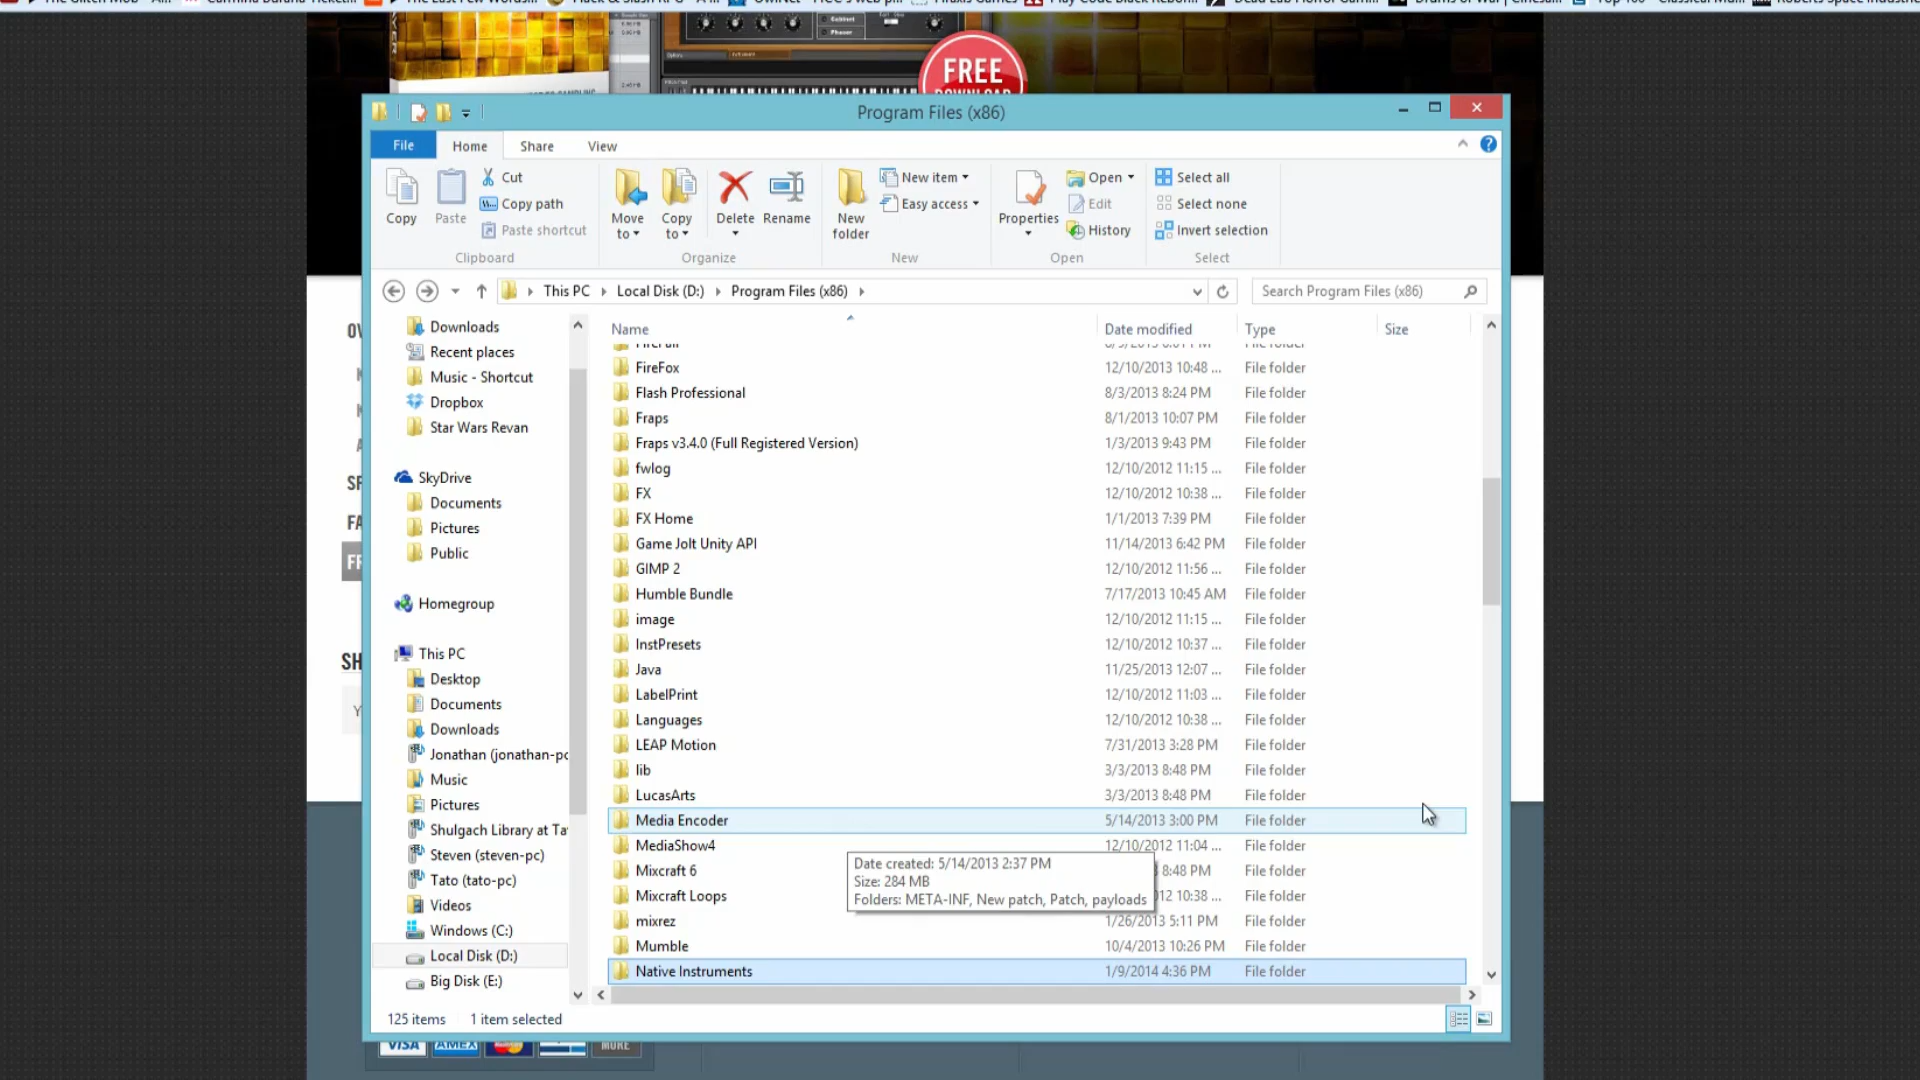 FREE
Program Files (x86)
File Home Share View
Copy
Paste
Cut
Copy path
Paste shortcut
Clipboard
Move to
Copy to
Delete
Rename
Organize
New folder
New item
Easy access
New
Properties
Open
Edit
History
Open
Select all
Select none
Invert selection
Select
This PC Local Disk (D:) Program Files (x86)
Search Program Files (x86)
Downloads
Recent places
Music - Shortcut
Dropbox
Star Wars Revan
SkyDrive
Documents
Pictures
Public
Homegroup
This PC
Desktop
Documents
Downloads
Jonathan (jonathan-pc
Music
Pictures
Shulgach Library at Ta
Steven (steven-pc)
Tato (tato-pc)
Videos
Windows (C:)
Local Disk (D:)
Big Disk (E:)
Name Date modified Type Size
FireFox 12/10/2013 10:48 ... File folder
Flash Professional 8/3/2013 8:24 PM File folder
Fraps 8/1/2013 10:07 PM File folder
Fraps v3.4.0 (Full Registered Version) 1/3/2013 9:43 PM File folder
fwlog 12/10/2012 11:15 ... File folder
FX 12/10/2012 10:38 ... File folder
FX Home 1/1/2013 7:39 PM File folder
Game Jolt Unity API 11/14/2013 6:42 PM File folder
GIMP 2 12/10/2012 11:56 ... File folder
Humble Bundle 7/17/2013 10:45 AM File folder
image 12/10/2012 11:15 ... File folder
InstPresets 12/10/2012 10:37 ... File folder
Java 11/25/2013 12:07 ... File folder
LabelPrint 12/10/2012 11:03 ... File folder
Languages 12/10/2012 10:38 ... File folder
LEAP Motion 7/31/2013 3:28 PM File folder
lib 3/3/2013 8:48 PM File folder
LucasArts 3/3/2013 8:48 PM File folder
Media Encoder 5/14/2013 3:00 PM File folder
MediaShow4 12/10/2012 11:04 ... File folder
Mixcraft 6 8:48 PM File folder
Mixcraft Loops 012 10:38 ... File folder
mixrez 1/26/2013 5:11 PM File folder
Mumble 10/4/2013 10:26 PM File folder
Native Instruments 1/9/2014 4:36 PM File folder
Date created: 5/14/2013 2:37 PM
Size: 284 MB
Folders: META-INF, New patch, Patch, payloads
125 items 1 item selected
VISA AMEX MORE